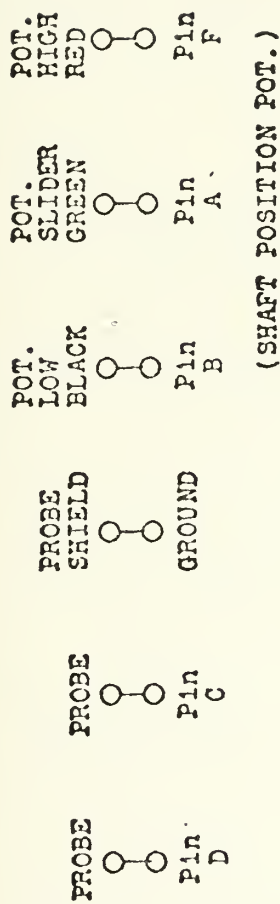 PROBE
Pin
D
PROBE
Pin
C
PROBE
SHIELD
GROUND
POT.
LOW
BLACK
Pin
B
POT.
SLIDER
GREEN
Pin
A
POT.
HIGH
RED
Pin
F
(SHAFT POSITION POT.)